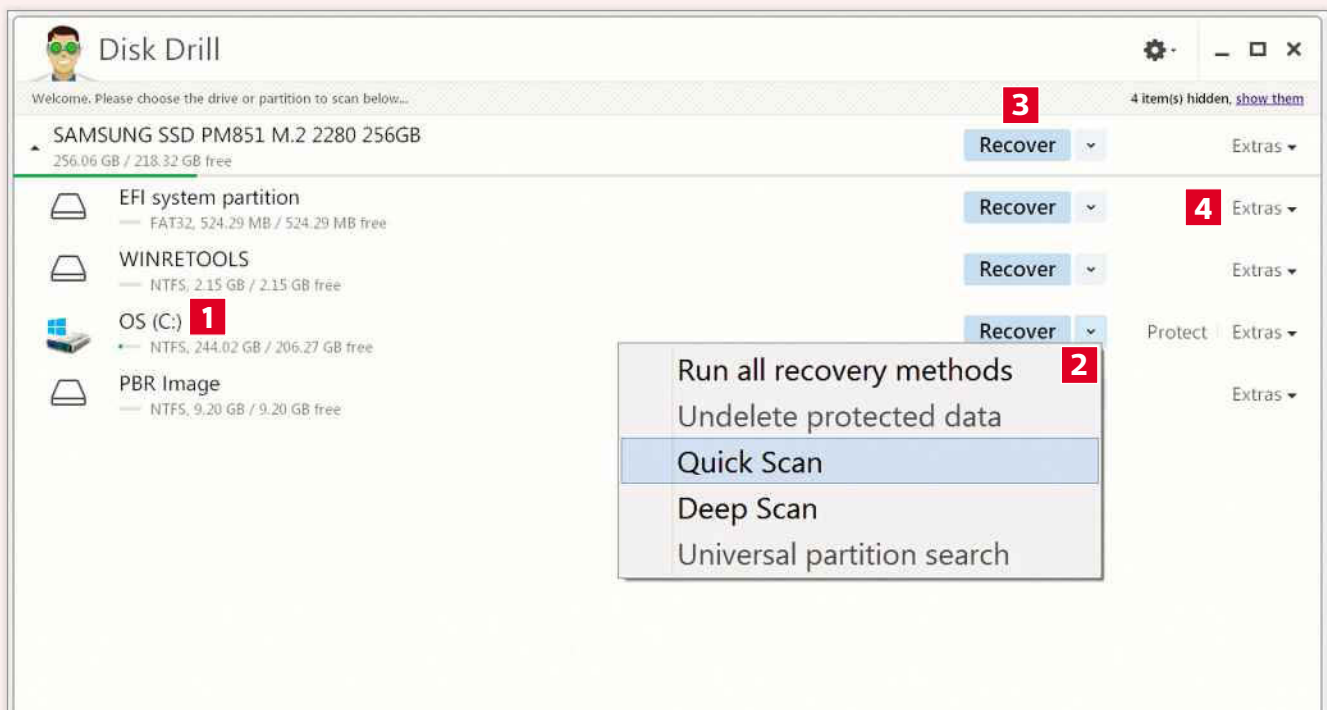 Disk Drill
Welcome. Please choose the drive or partition to scan below...
4 item(s) hidden, show them
3
SAMSUNG SSD PM851 M.2 2280 256GB
256.06 GB / 218.32 GB free
Recover
Extras
EFI system partition
FAT32, 524.29 MB / 524.29 MB free
Recover
4
Extras
WINRETOOLS
NTFS, 2.15 GB / 2.15 GB free
Recover
Extras
OS (C:)
1
NTFS, 244.02 GB / 206.27 GB free
Recover
Protect
Extras
2
PBR Image
NTFS, 9.20 GB / 9.20 GB free
Extras
Run all recovery methods
Undelete protected data
Quick Scan
Deep Scan
Universal partition search